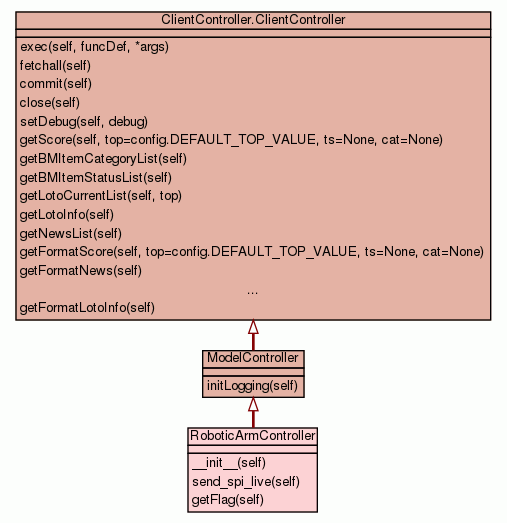 ClientController.ClientController
exec(self, funcDef, *args)
fetchall(self)
commit(self)
close(self)
setDebug(self, debug)
getScore(self, top=config.DEFAULT_TOP_VALUE, ts=None, cat=None)
getBMItemCategoryList(self)
getBMItemStatusList(self)
getLotoCurrentList(self, top)
getLotoInfo(self)
getNewsList(self)
getFormatScore(self, top=config.DEFAULT_TOP_VALUE, ts=None, cat=None)
getFormatNews(self)
...
getFormatLotoInfo(self)
ModelController
initLogging(self)
RoboticArmController
__init__(self)
send_spi_live(self)
getFlag(self)